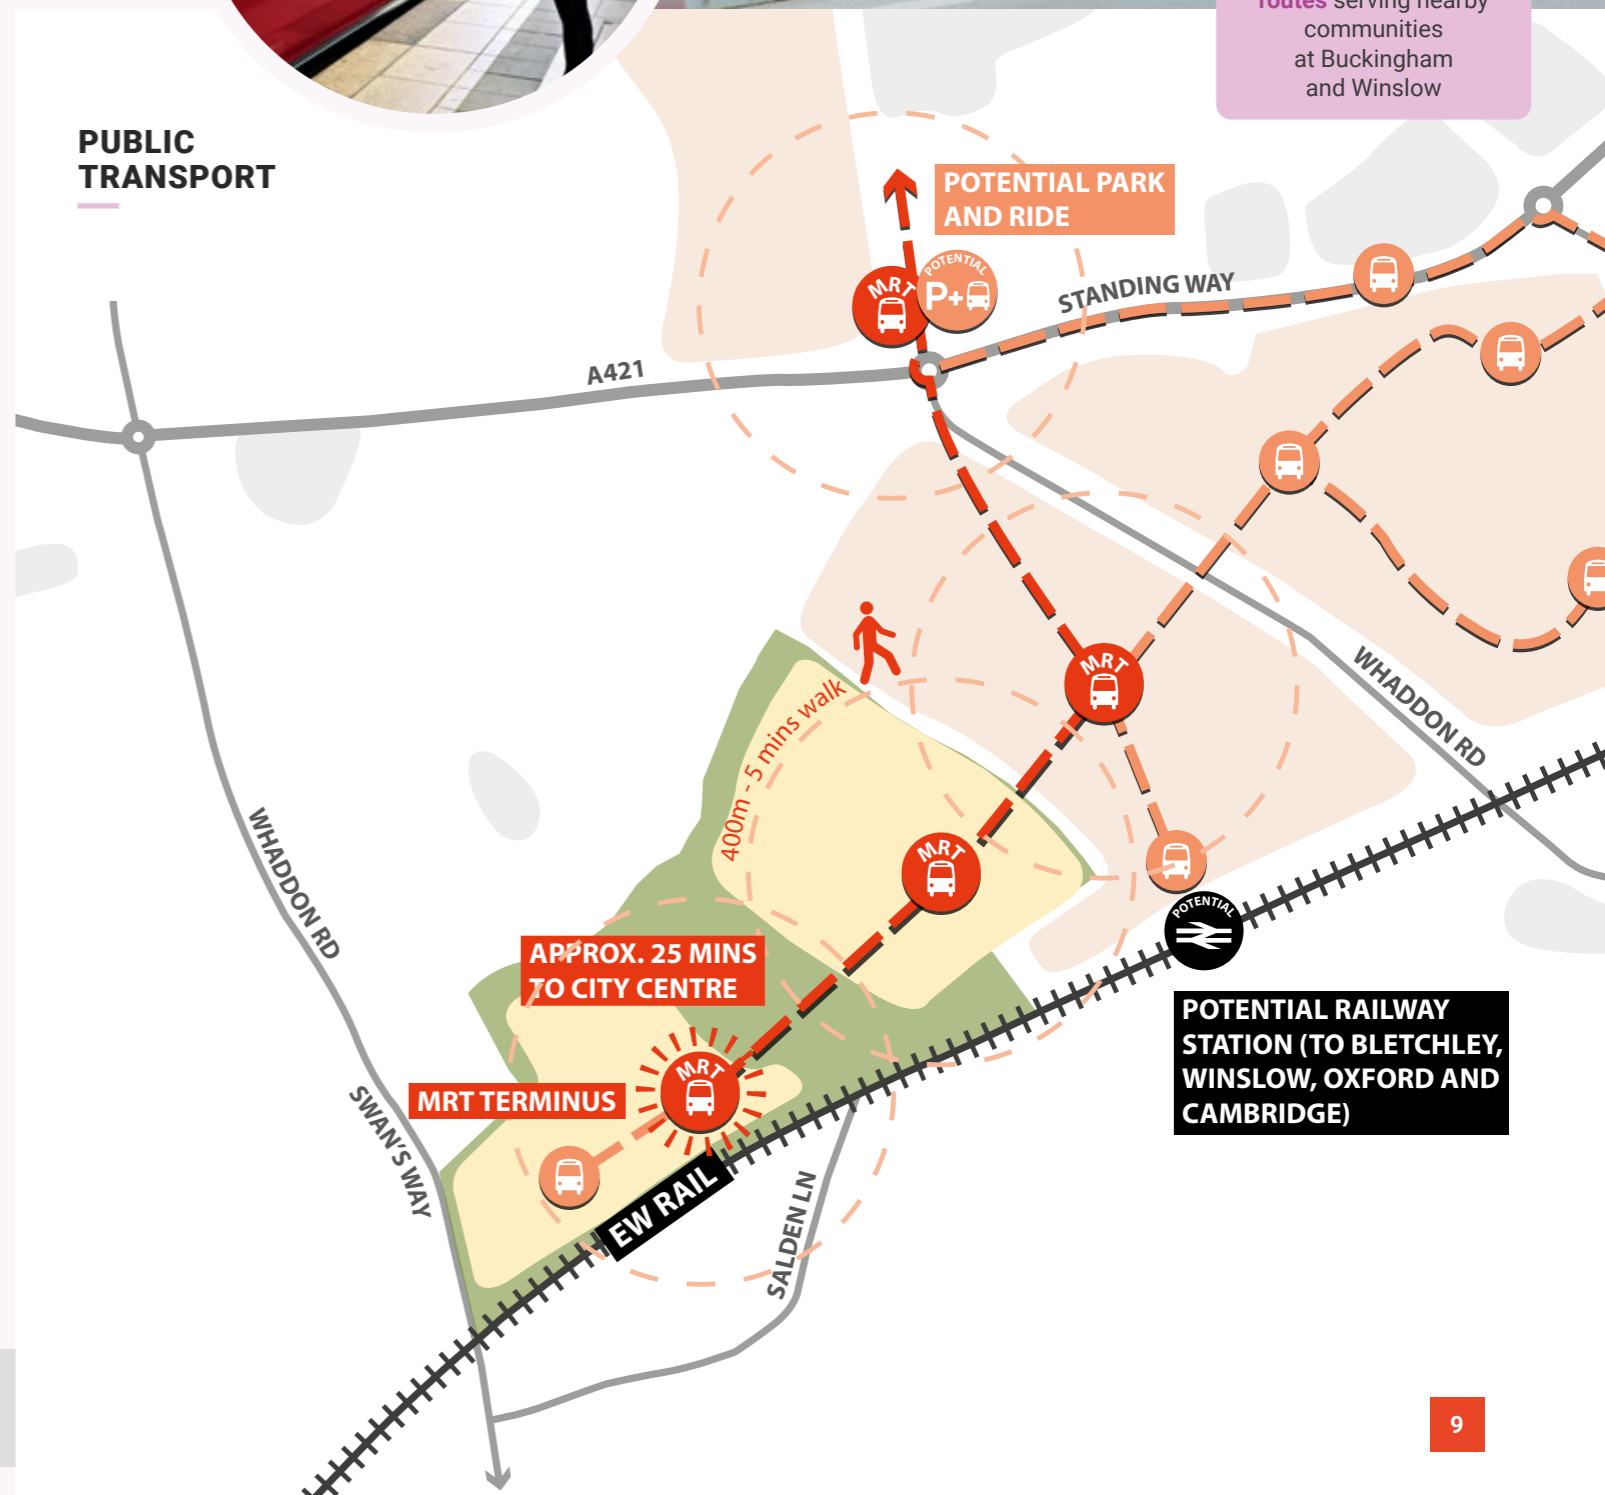 routes serving nearby
communities
at Buckingham
and Winslow
PUBLIC
TRANSPORT
POTENTIAL PARK
AND RIDE
MRT
POTENTIAL
P+
STANDING WAY
A421
MRT
WHADDON RD
400m - 5 mins walk
MRT
WHADDON RD
POTENTIAL
APPROX. 25 MINS
TO CITY CENTRE
POTENTIAL RAILWAY
STATION (TO BLETCHLEY,
WINSLOW, OXFORD AND
CAMBRIDGE)
MRT
MRT TERMINUS
SWAN'S WAY
EW RAIL
SALDEN LN
9